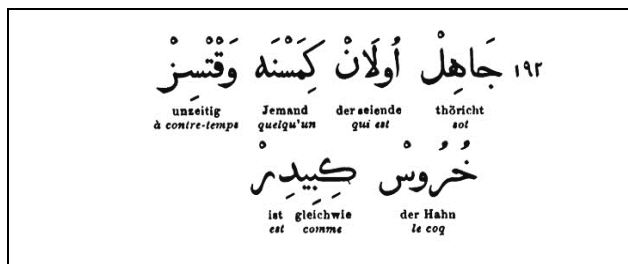 ١٩٢ جَاهِلْ اُولَانْ كِمَسْنَه وَقْتْسِزْ
unzeitig Jemand der seiende thöricht
à contre-temps quelqu'un qui est sot
خُرُوسْ كِبِيدِرْ
ist gleichwie der Hahn
est comme le coq